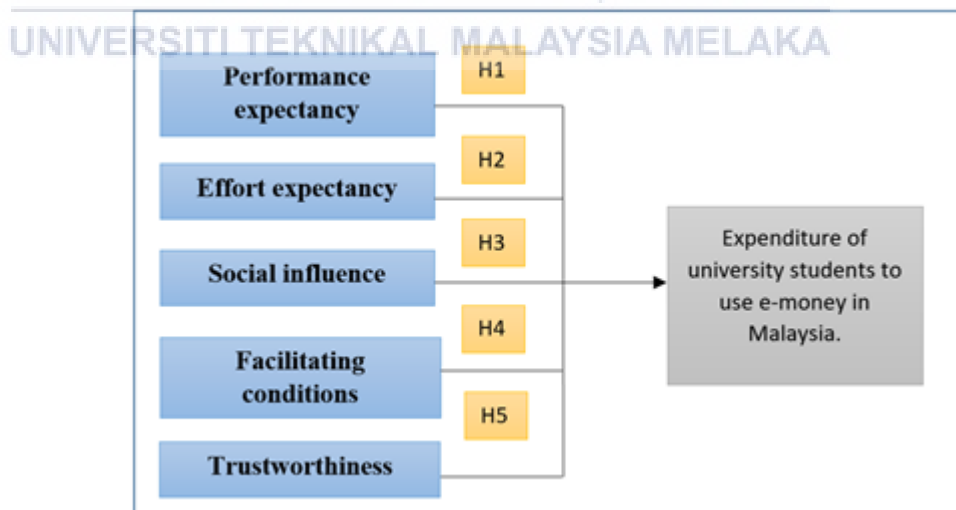 UNIVERSITI TEKNIKAL MALAYSIA MELAKA
Performance
expectancy
H1
Effort expectancy
H2
Social influence
H3
Facilitating
conditions
H4
Trustworthiness
H5
Expenditure of
university students to
use e-money in
Malaysia.